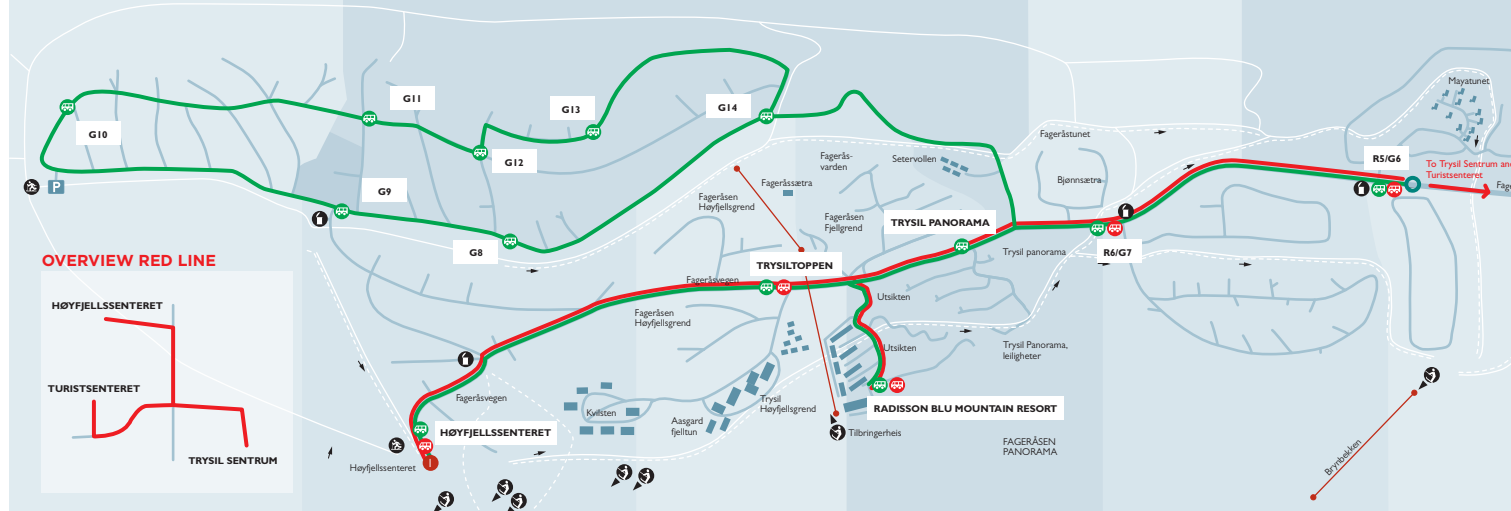 Mayatunet
G11
G13
G14
G10
G12
Fageråstunet
R5/G6
To Trysil Sentrum and
Turistsenteret
Fagerås-
varden
Setervollen
Bjønnsætra
Fageråssætra
P
G9
Fageråsen
Høyfjellsgrend
Fageråsen
Fjellgrend
TRYSIL PANORAMA
G8
R6/G7
Trysil panorama
OVERVIEW RED LINE
TRYSILTOPPEN
Fageråsvegen
Utsikten
HØYFJELLSSENTERET
Fageråsen
Høyfjellsgrend
Utsikten
Trysil Panorama,
leiligheter
TURISTSENTERET
Fageråsvegen
Kvilsten
Trysil
Høyfjellsgrend
RADISSON BLU MOUNTAIN RESORT
Aasgard
fjelltun
HØYFJELLSSENTERET
Tilbringerheis
FAGERÅSEN
PANORAMA
Brynbekken
TRYSIL SENTRUM
Høyfjellssenteret